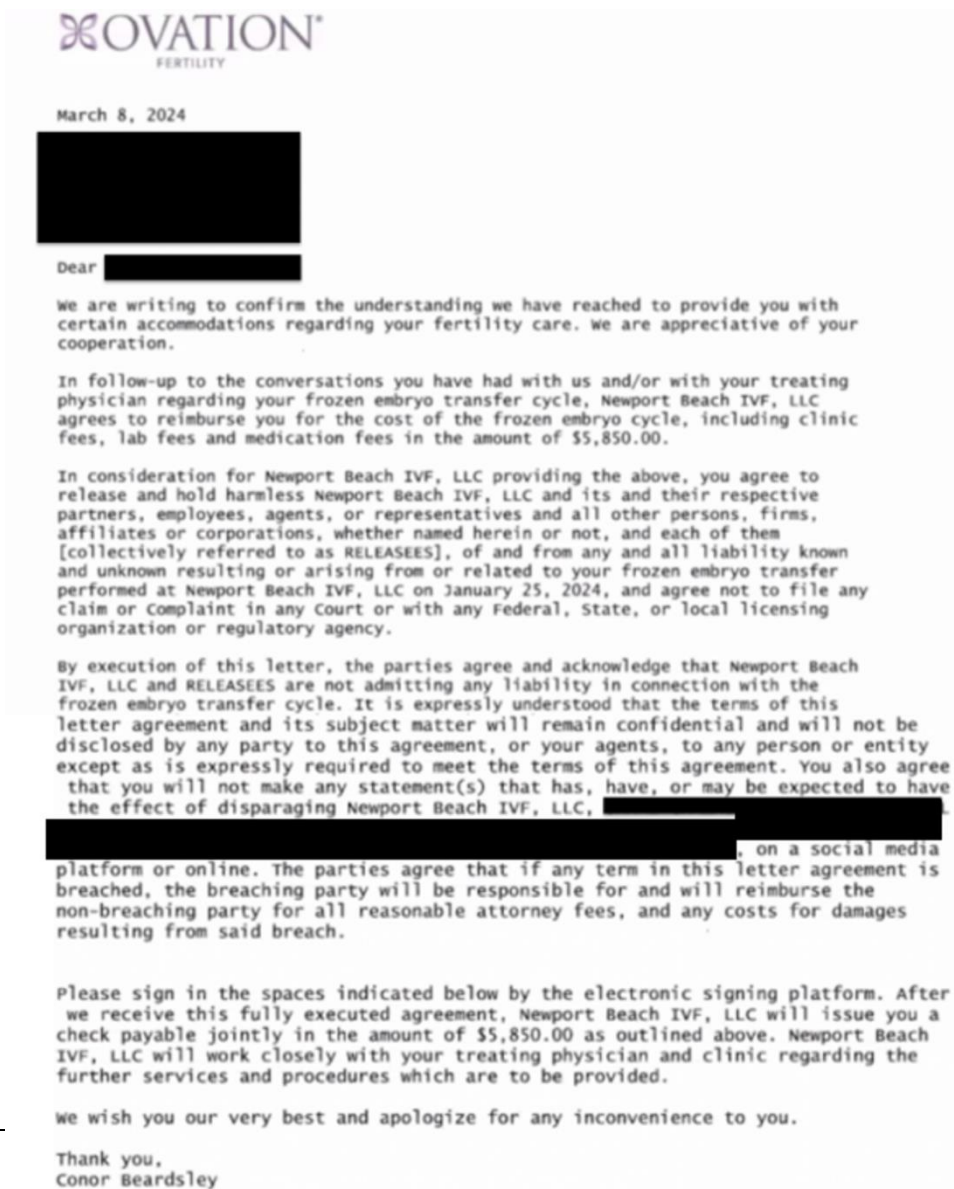 OVATION®
FERTILITY
March 8, 2024
Dear
We are writing to confirm the understanding we have reached to provide you with
certain accommodations regarding your fertility care. We are appreciative of your
cooperation.
In follow-up to the conversations you have had with us and/or with your treating
physician regarding your frozen embryo transfer cycle, Newport Beach IVF, LLC
agrees to reimburse you for the cost of the frozen embryo cycle, including clinic
fees, lab fees and medication fees in the amount of $5,850.00.
In consideration for Newport Beach IVF, LLC providing the above, you agree to
release and hold harmless Newport Beach IVF, LLC and its and their respective
partners, employees, agents, or representatives and all other persons, firms,
affiliates or corporations, whether named herein or not, and each of them
[collectively referred to as RELEASEES], of and from any and all liability known
and unknown resulting or arising from or related to your frozen embryo transfer
performed at Newport Beach IVF, LLC on January 25, 2024, and agree not to file any
claim or Complaint in any Court or with any Federal, State, or local licensing
organization or regulatory agency.
By execution of this letter, the parties agree and acknowledge that Newport Beach
IVF, LLC and RELEASEES are not admitting any liability in connection with the
frozen embryo transfer cycle. It is expressly understood that the terms of this
letter agreement and its subject matter will remain confidential and will not be
disclosed by any party to this agreement, or your agents, to any person or entity
except as is expressly required to meet the terms of this agreement. You also agree
that you will not make any statement(s) that has, have, or may be expected to have
the effect of disparaging Newport Beach IVF, LLC,
, on a social media
platform or online. The parties agree that if any term in this letter agreement is
breached, the breaching party will be responsible for and will reimburse the
non-breaching party for all reasonable attorney fees, and any costs for damages
resulting from said breach.
Please sign in the spaces indicated below by the electronic signing platform. After
we receive this fully executed agreement, Newport Beach IVF, LLC will issue you a
check payable jointly in the amount of $5,850.00 as outlined above. Newport Beach
IVF, LLC will work closely with your treating physician and clinic regarding the
further services and procedures which are to be provided.
We wish you our very best and apologize for any inconvenience to you.
Thank you,
Conor Beardsley